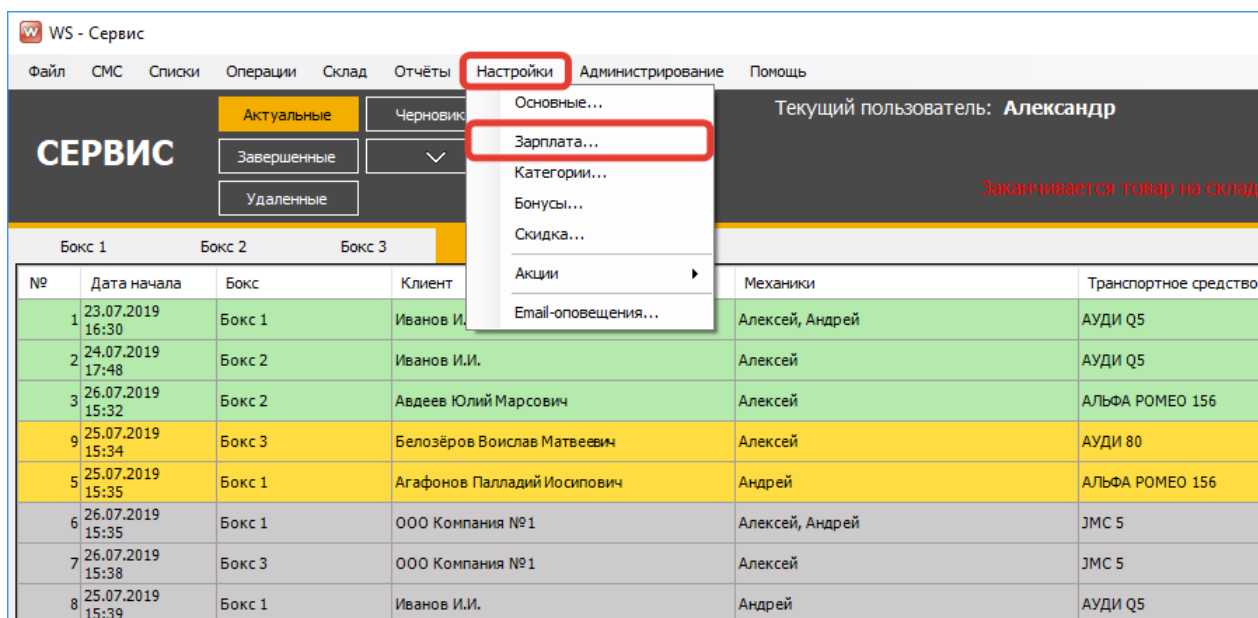 WS - Сервис
Файл СМС Списки Операции Склад Отчёты Настройки Администрирование Помощь
СЕРВИС
Актуальные
Завершенные
Удаленные
Основные...
Зарплата...
Категории...
Бонусы...
Скидка...
Акции
Email-оповещения...
Текущий пользователь: Александр
Заканчивается товар на
Бокс 1 Бокс 2 Бокс 3
№ Дата начала Бокс Клиент Механики Транспортное средство
1 23.07.2019 16:30 Бокс 1 Иванов И. Алексей, Андрей АУДИ Q5
2 24.07.2019 17:48 Бокс 2 Иванов И.И. Алексей АУДИ Q5
3 26.07.2019 15:32 Бокс 2 Авдеев Юлий Марсович Алексей АЛЬФА РОМЕО 156
9 25.07.2019 15:34 Бокс 3 Белозёров Воислав Матвеевич Алексей АУДИ 80
5 25.07.2019 15:35 Бокс 1 Агафонов Палладий Иосипович Андрей АЛЬФА РОМЕО 156
6 26.07.2019 15:35 Бокс 1 ООО Компания №1 Алексей, Андрей JMC 5
7 26.07.2019 15:38 Бокс 3 ООО Компания №1 Алексей JMC 5
8 25.07.2019 15:39 Бокс 1 Иванов И.И. Андрей АУДИ Q5